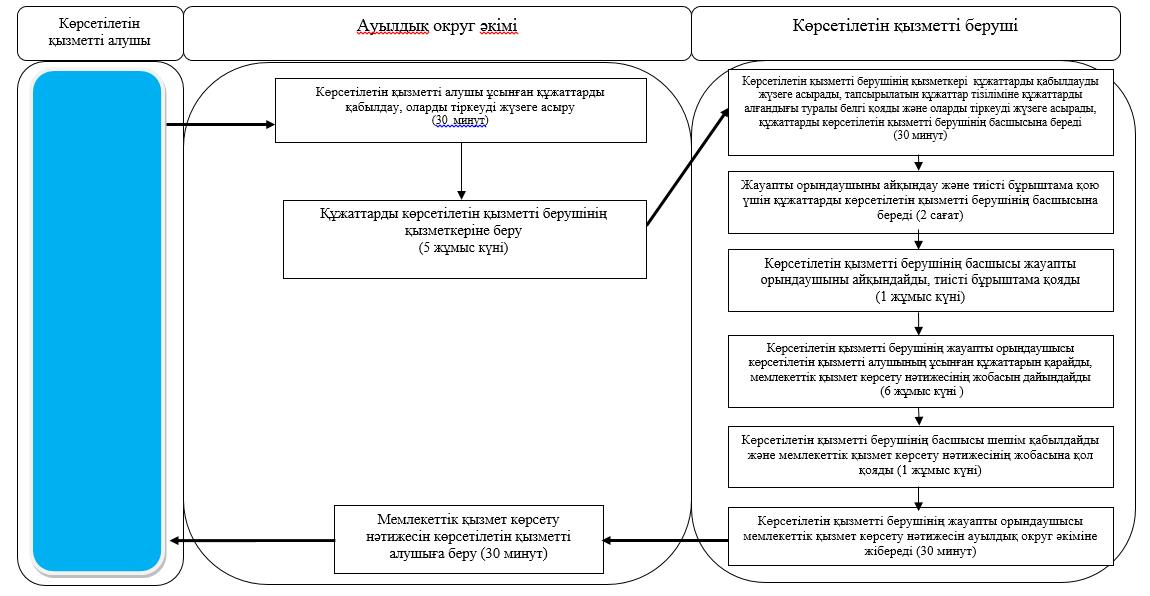 Көрсетілетін
қызметті алушы
Ауылдық округ әкімі
Көрсетілетін қызметті беруші
Көрсетілетін қызметті алушы ұсынған құжаттарды
қабылдау, оларды тіркеуді жүзеге асыру
(30 минут)
Құжаттарды көрсетілетін қызметті берушінің
қызметкеріне беру
(5 жұмыс күні)
Көрсетілетін қызметті берушінің қызметкері құжаттарды қабылдауды
жүзеге асырады, тапсырылатын құжаттар тізіліміне құжаттарды
алғандығы туралы белгі қояды және оларды тіркеуді жүзеге асырады,
құжаттарды көрсетілетін қызметті берушінің басшысына береді
(30 минут)
Жауапты орындаушыны айқындау және тиісті бұрыштама қою
үшін құжаттарды көрсетілетін қызметті берушінің басшысына
береді (2 сағат)
Көрсетілетін қызметті берушінің басшысы жауапты
орындаушыны айқындайды, тиісті бұрыштама қояды
(1 жұмыс күні)
Көрсетілетін қызметті берушінің жауапты орындаушысы
көрсетілетін қызметті алушының ұсынған құжаттарын қарайды,
мемлекеттік қызмет көрсету нәтижесінің жобасын дайындайды
(6 жұмыс күні )
Көрсетілетін қызметті берушінің басшысы шешім қабылдайды
және мемлекеттік қызмет көрсету нәтижесінің жобасына қол
қояды (1 жұмыс күні)
Көрсетілетін қызметті берушінің жауапты орындаушысы
мемлекеттік қызмет көрсету нәтижесін ауылдық округ әкіміне
жібереді (30 минут)
Мемлекеттік қызмет көрсету
нәтижесін көрсетілетін қызметті
алушыға беру (30 минут)